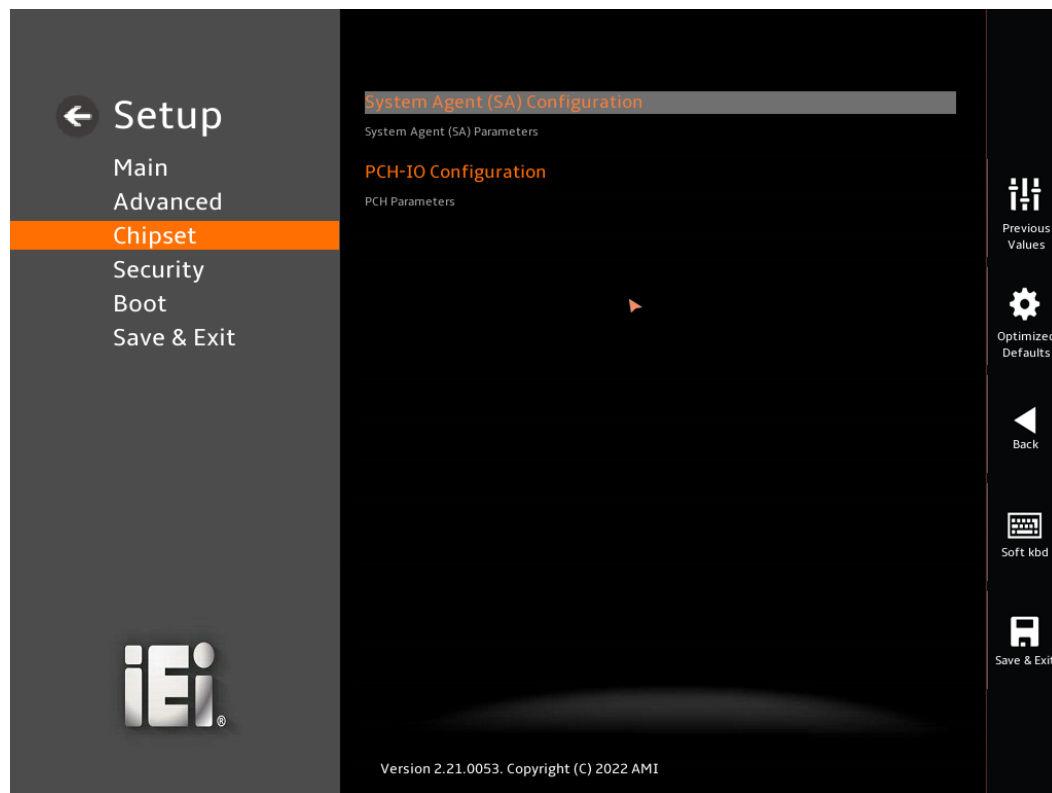 Setup
Main
Advanced
Chipset
Security
Boot
Save & Exit
iEi®
System Agent (SA) Configuration
System Agent (SA) Parameters
PCH-IO Configuration
PCH Parameters
Version 2.21.0053. Copyright (C) 2022 AMI
Previous
Values
Optimized
Defaults
Back
Soft kbd
Save & Exit